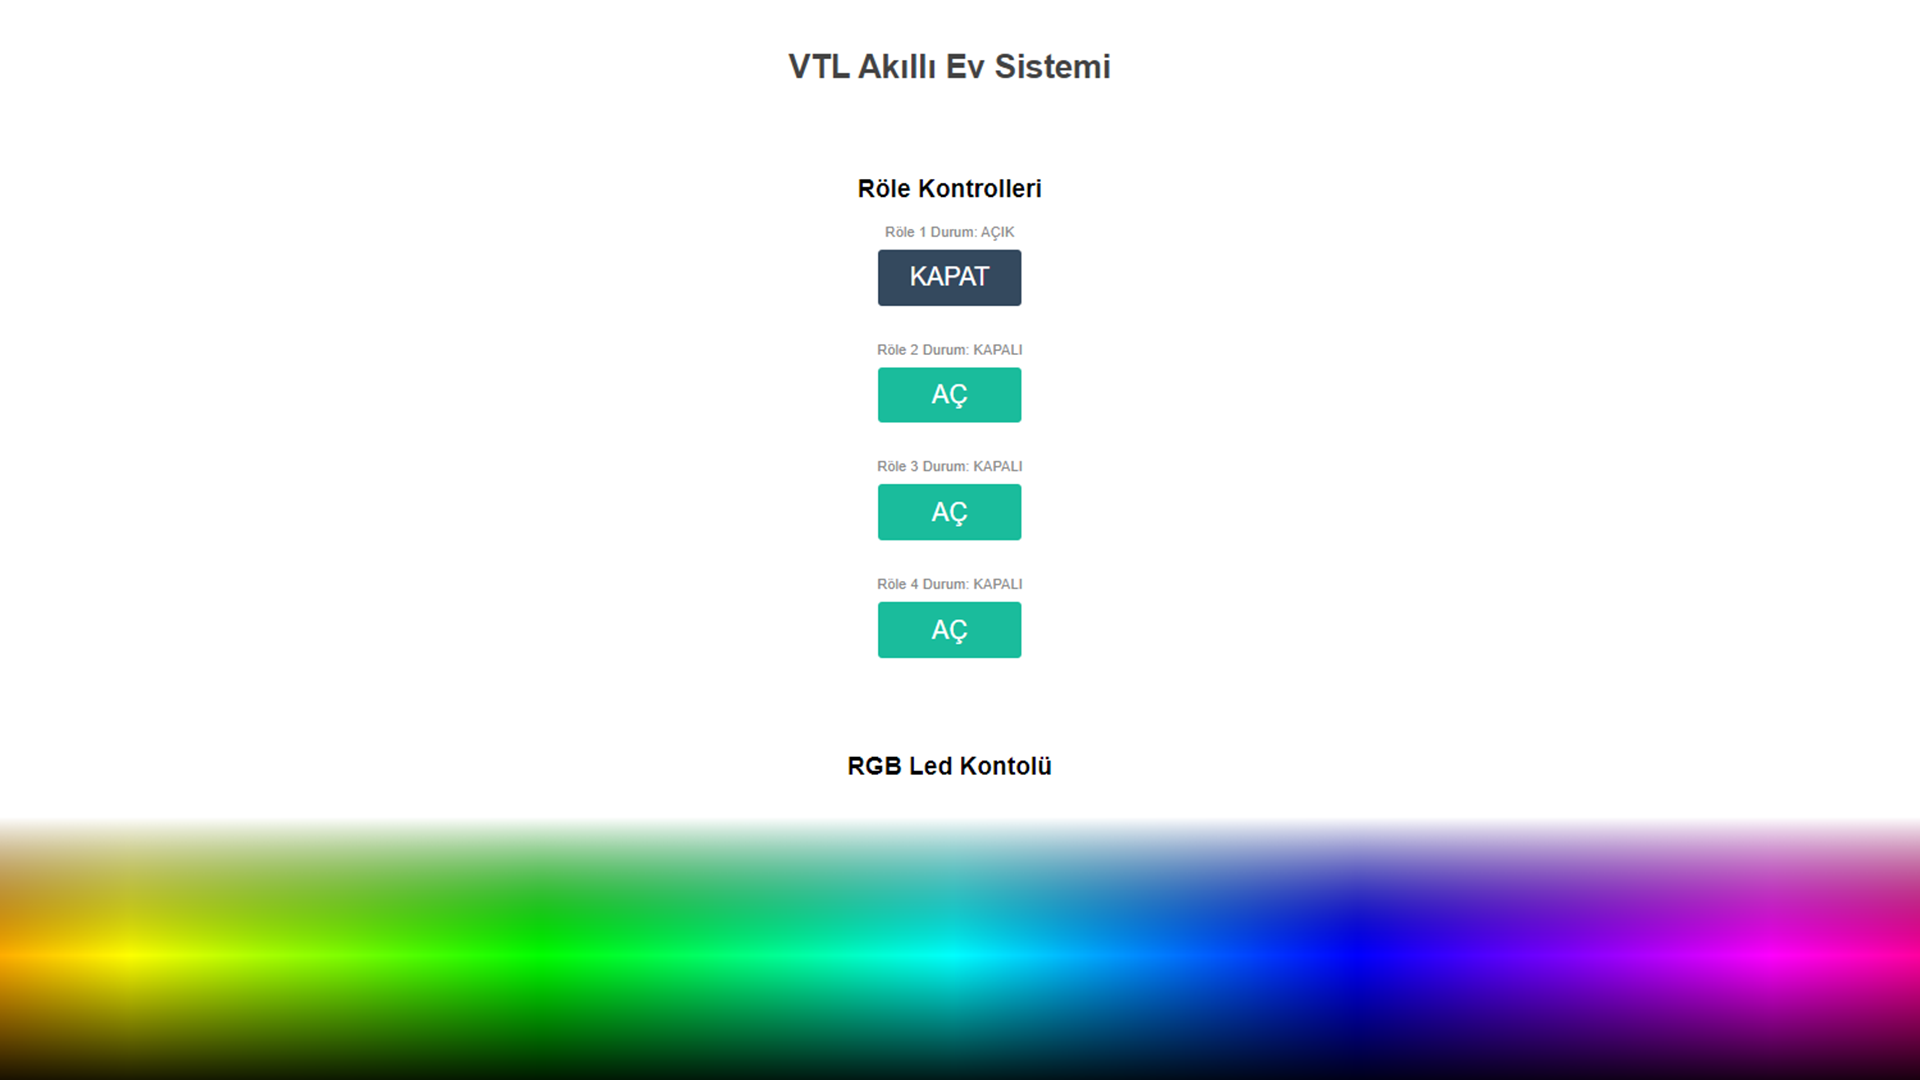 VTL Akıllı Ev Sistemi
Röle Kontrolleri
Röle 1 Durum: AÇIK
KAPAT
Röle 2 Durum: KAPALI
AÇ
Röle 3 Durum: KAPALI
AÇ
Röle 4 Durum: KAPALI
AÇ
RGB Led Kontolü